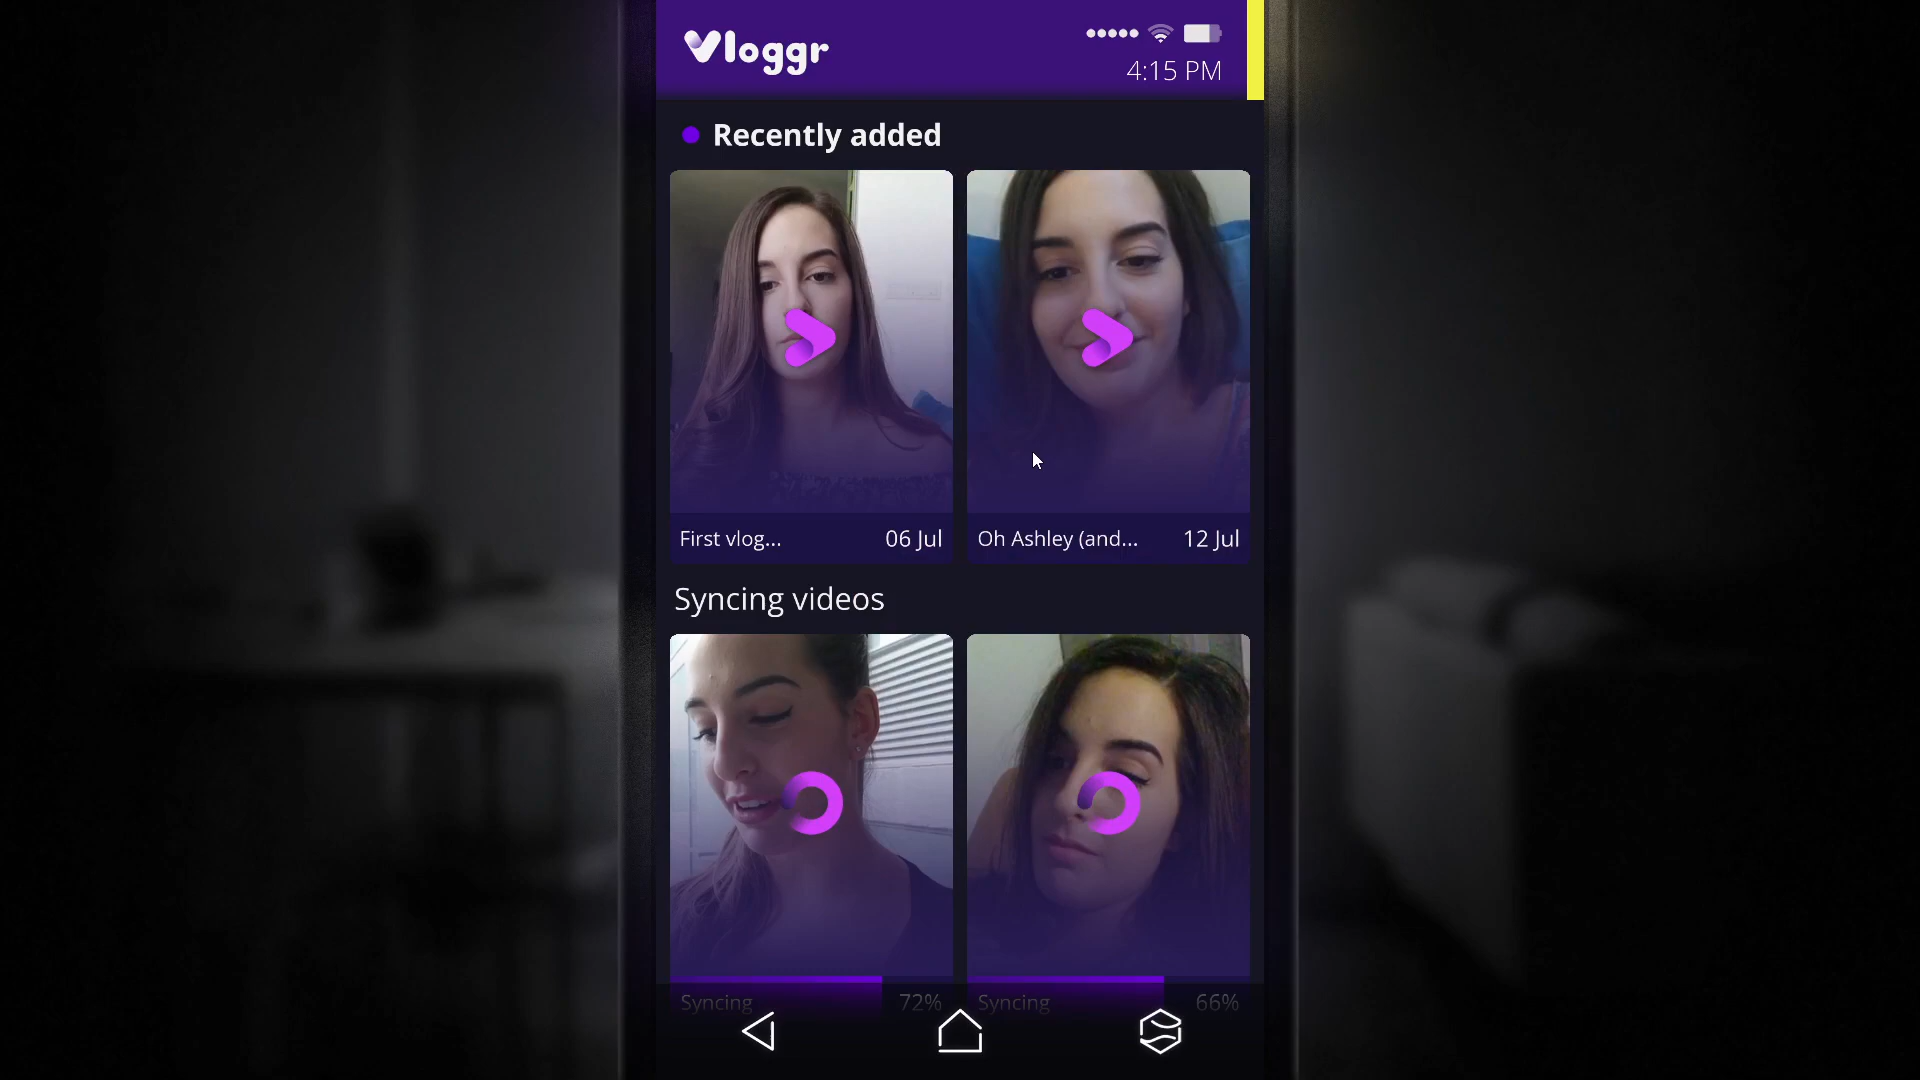 Vloggr
4:15 PM
Recently added
First vlog... 06 Jul
Oh Ashley (and... 12 Jul
Syncing videos
Syncing 72%
Syncing 66%